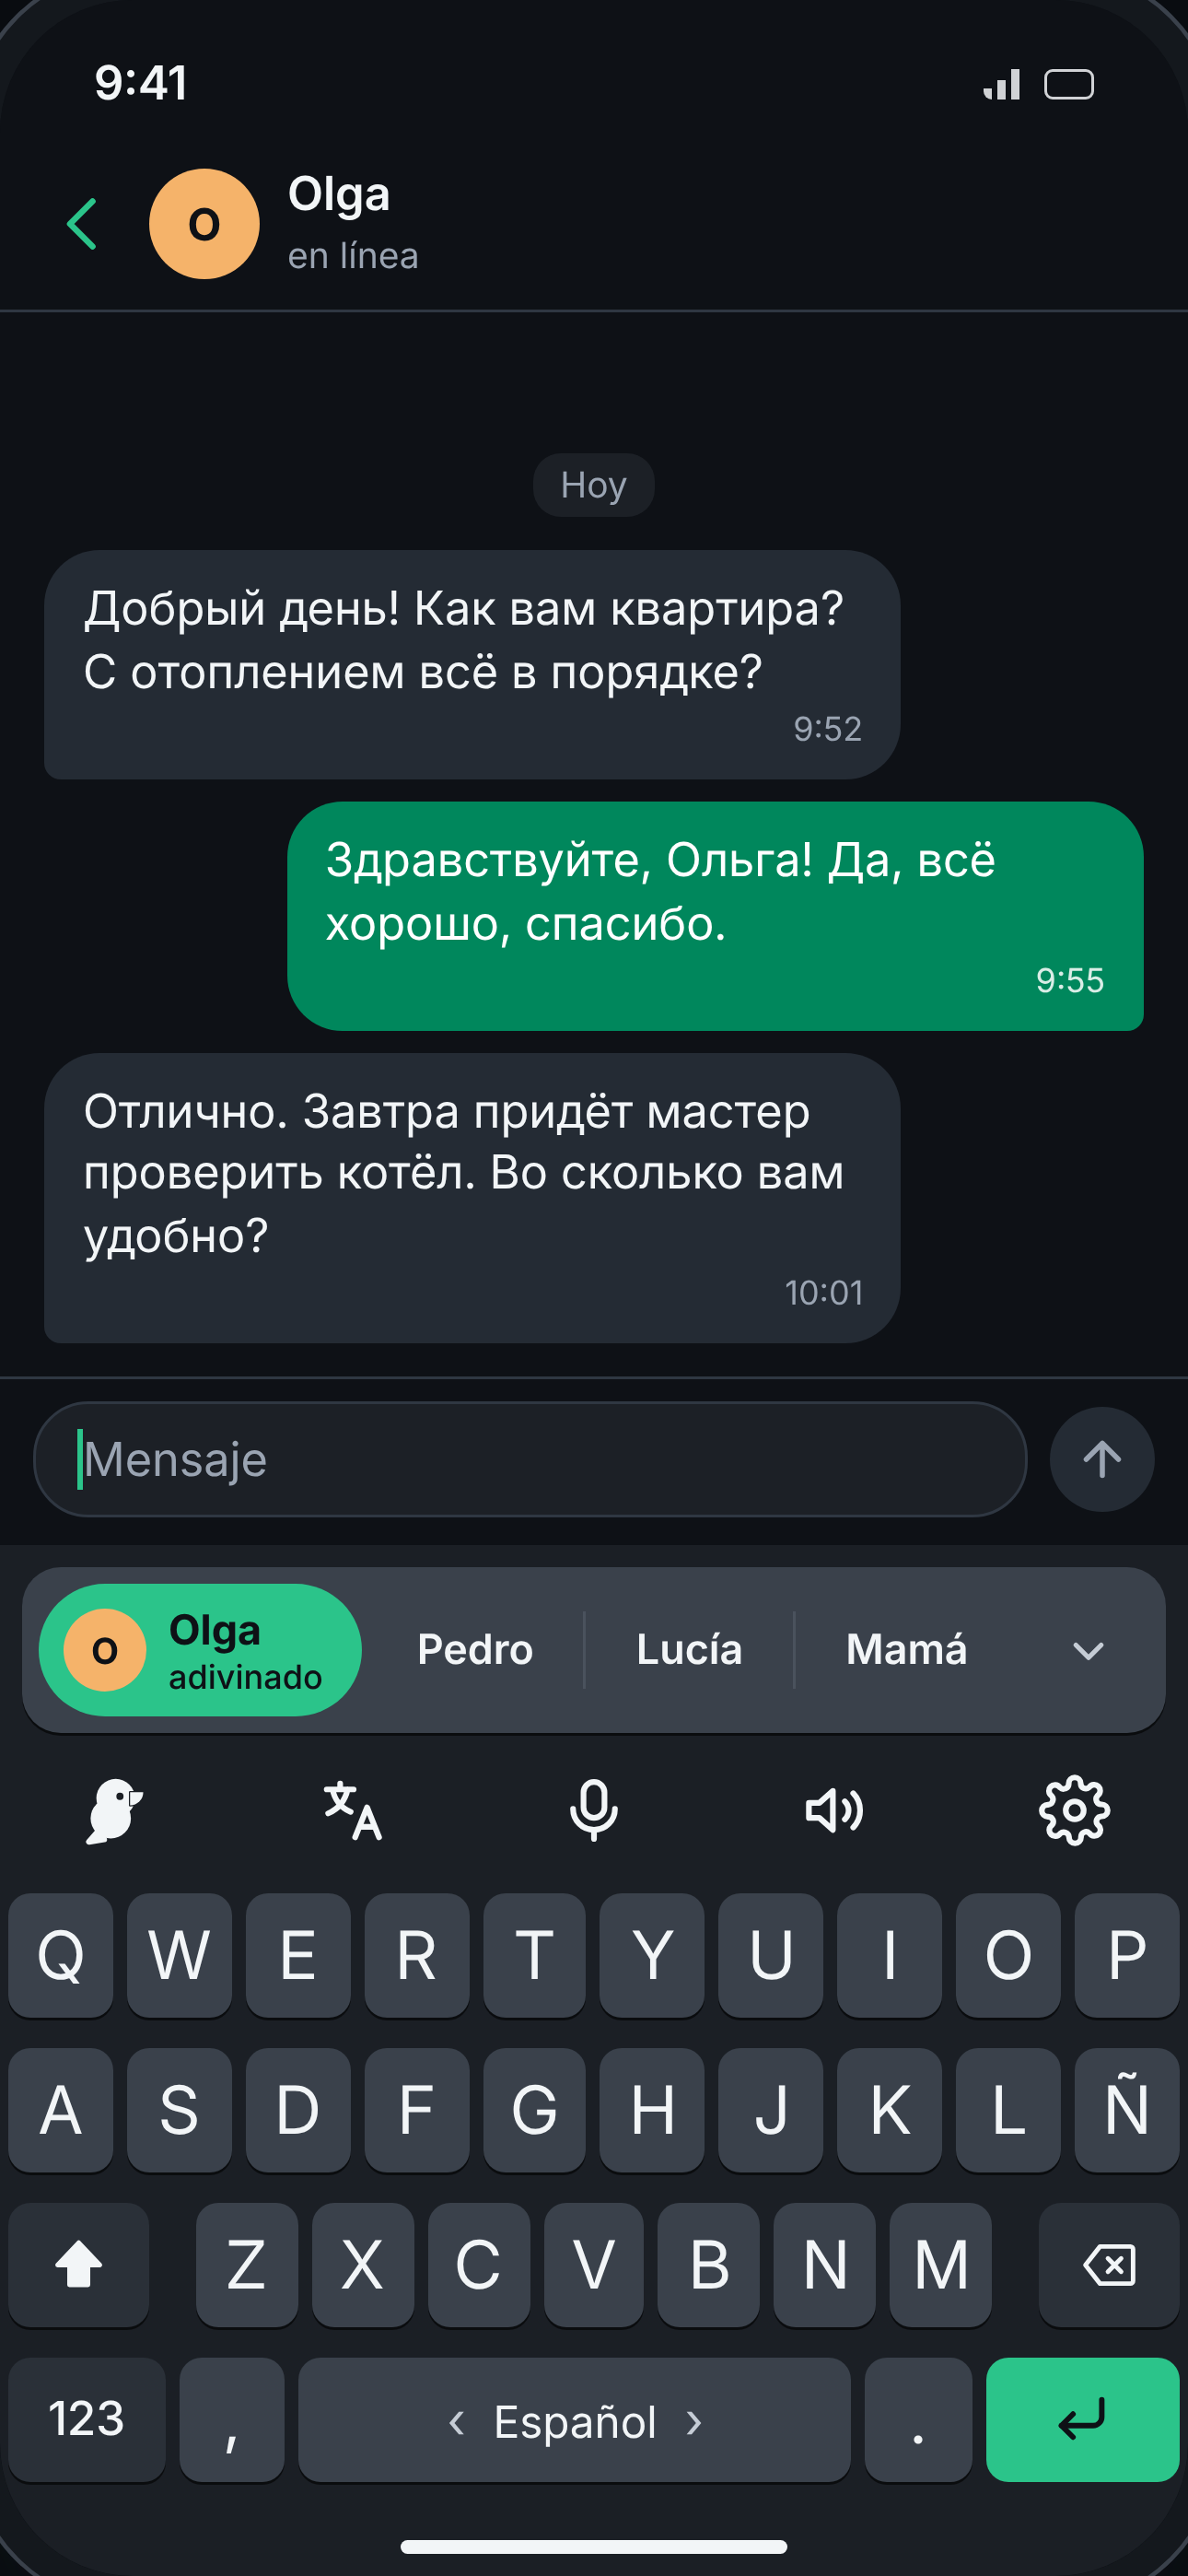 9:41
O
Olga
en línea
Hoy
Добрый день! Как вам квартира?
С отоплением всё в порядке?
9:52
Здравствуйте, Ольга! Да, всё
хорошо, спасибо.
9:55
Отлично. Завтра придёт мастер
проверить котёл. Во сколько вам
удобно?
10:01
Mensaje
O
Olga
adivinado
Pedro
Lucía
Mamá
Q W E R T Y U I O P
A S D F G H J K L Ñ
Z X C V B N M
123 , ‹ Español › .